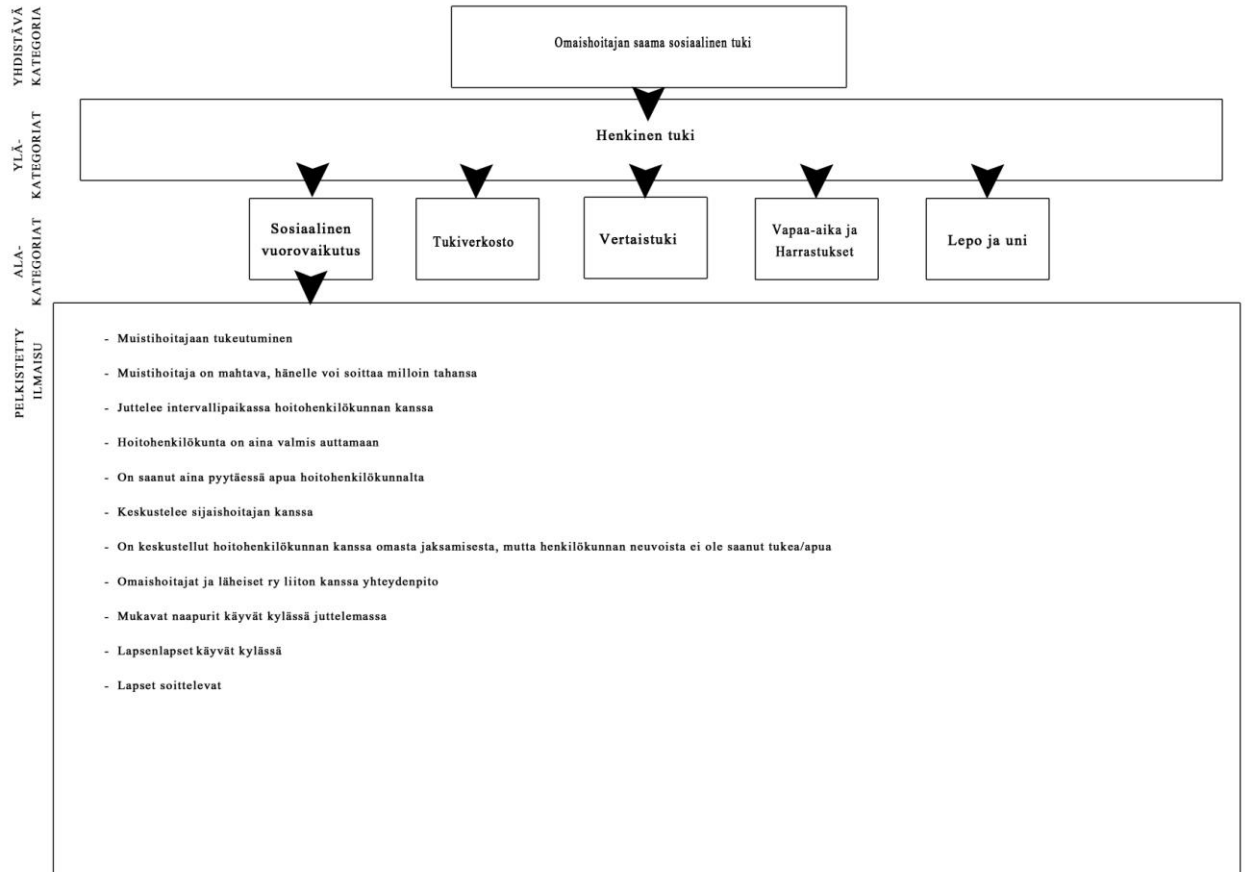 YHDISTÄVÄ
KATEGORIA
Omaishoitajan saama sosiaalinen tuki
YLÄ-
KATEGORIAT
Henkinen tuki
ALA-
KATEGORIAT
Sosiaalinen
vuorovaikutus
Tukiverkosto
Vertaistuki
Vapaa-aika ja
Harrastukset
Lepo ja uni
PELKISTETTY
ILMAISU
- Muistihoitajaan tukeutuminen
- Muistihoitaja on mahtava, hänelle voi soittaa milloin tahansa
- Juttelee intervallipaikassa hoitohenkilökunnan kanssa
- Hoitohenkilökunta on aina valmis auttamaan
- On saanut aina pyytäessä apua hoitohenkilökunnalta
- Keskustelee sijaishoitajan kanssa
- On keskustellut hoitohenkilökunnan kanssa omasta jaksamisesta, mutta henkilökunnan neuvoista ei ole saanut tukea/apua
- Omaishoitajat ja läheiset ry liiton kanssa yhteydenpito
- Mukavat naapurit käyvät kylässä juttelemassa
- Lapsenlapset käyvät kylässä
- Lapset soittelevat